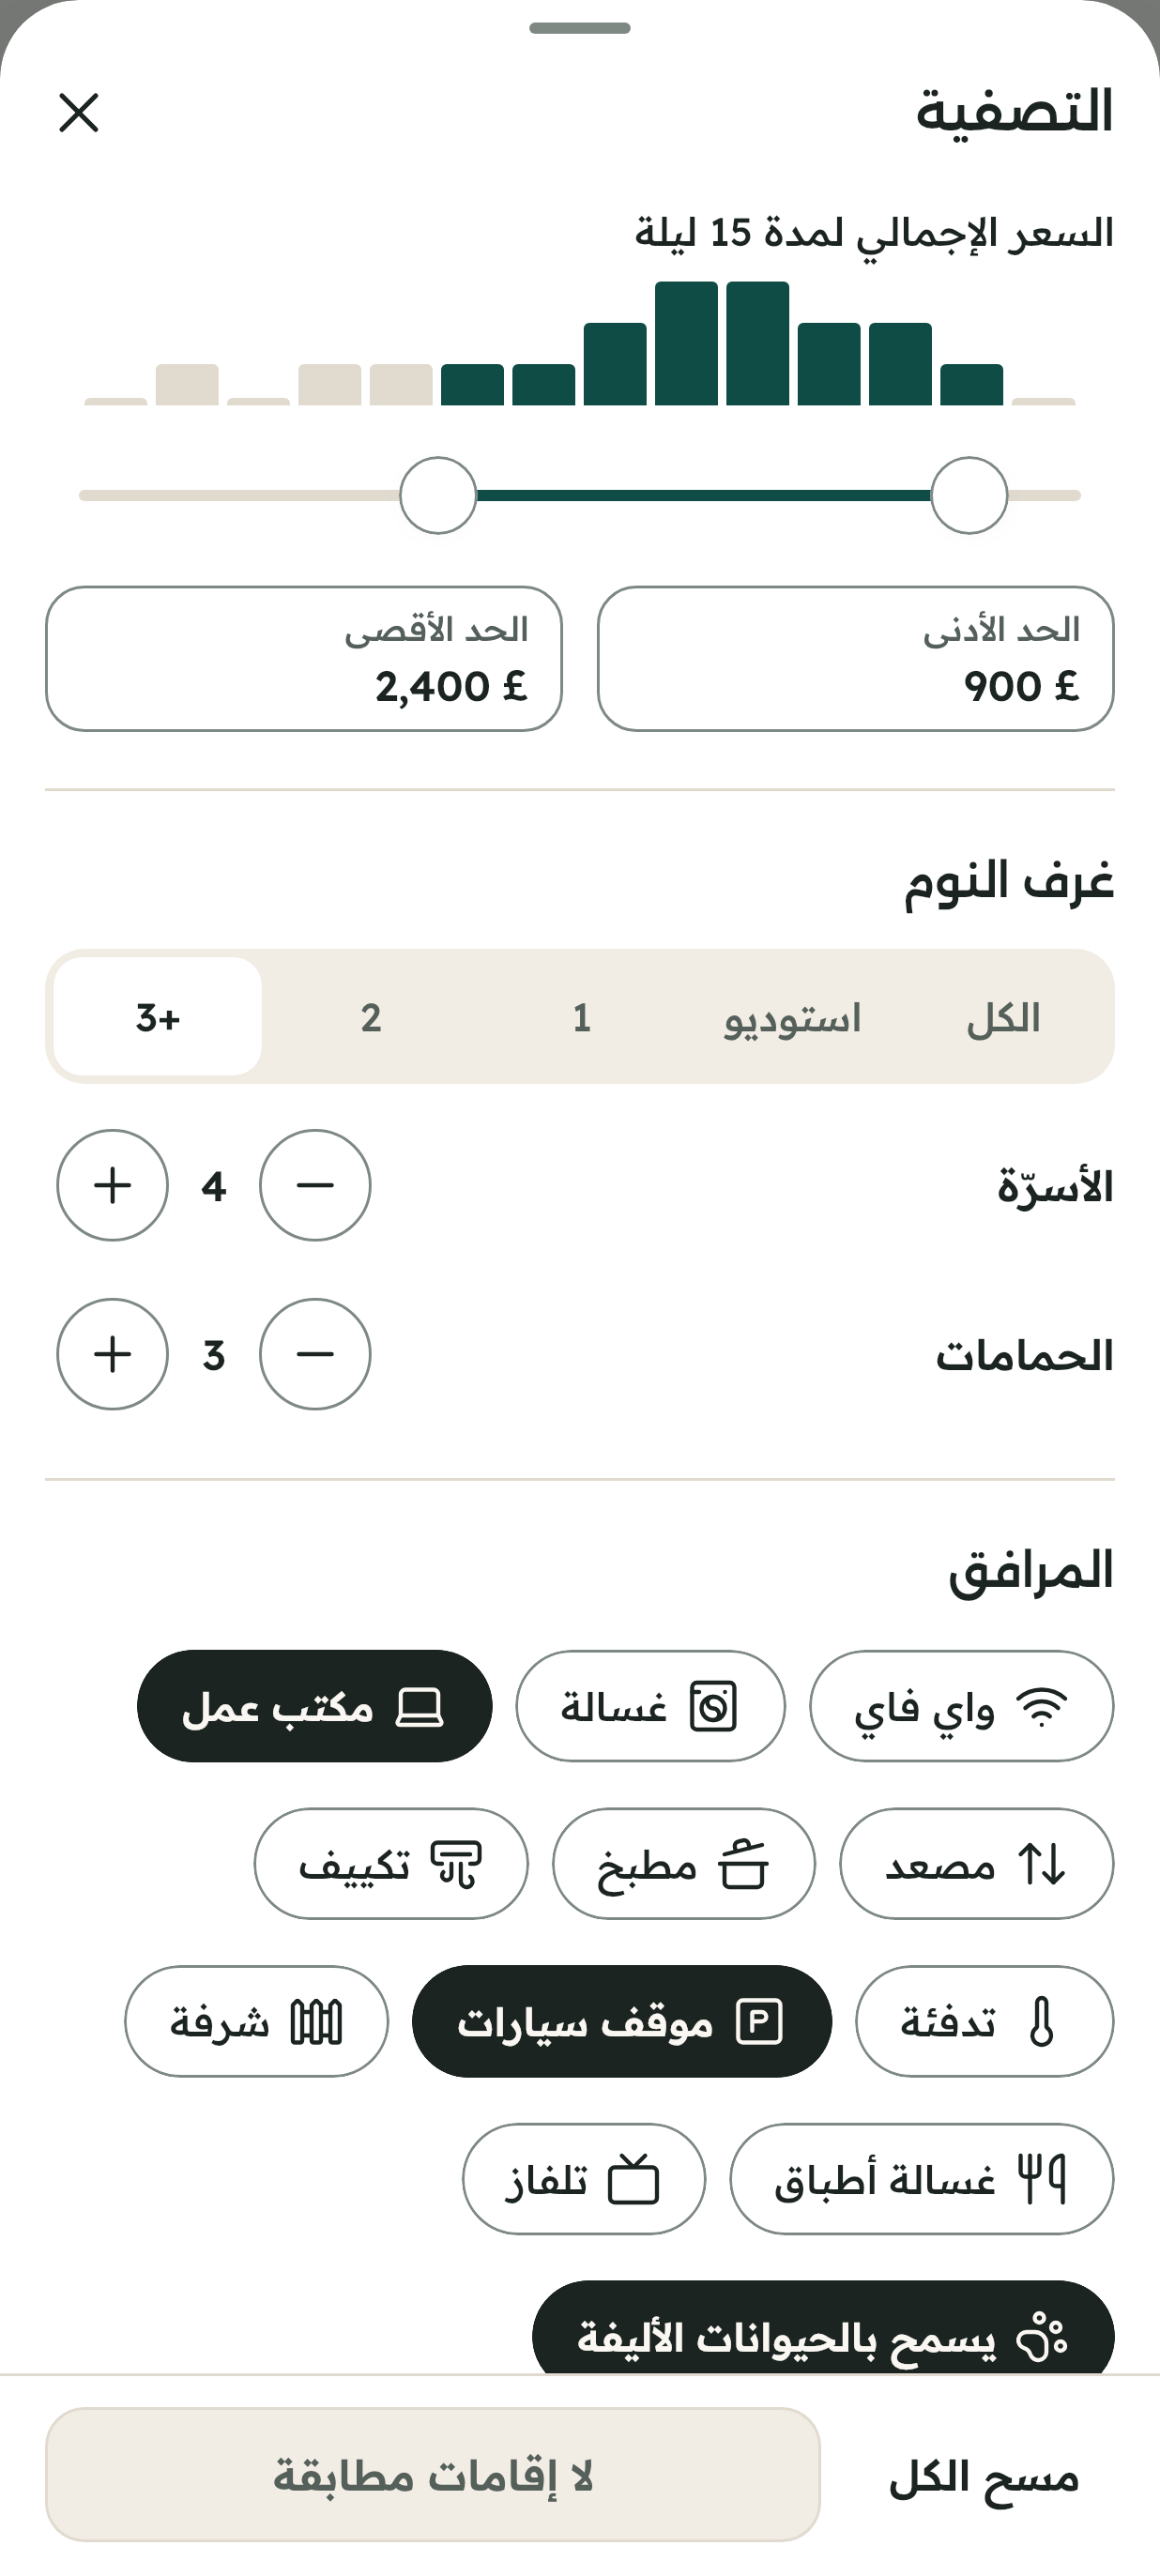 التصفية
السعر الإجمالي لمدة 15 ليلة
الحد الأدنى
£ 900
الحد الأقصى
£ 2,400
غرف النوم
الكل
استوديو
1
2
3+
الأسرّة
4
الحمامات
3
المرافق
واي فاي
غسالة
مكتب عمل
مصعد
مطبخ
تكييف
تدفئة
موقف سيارات
شرفة
غسالة أطباق
تلفاز
يسمح بالحيوانات الأليفة
مسح الكل
لا إقامات مطابقة